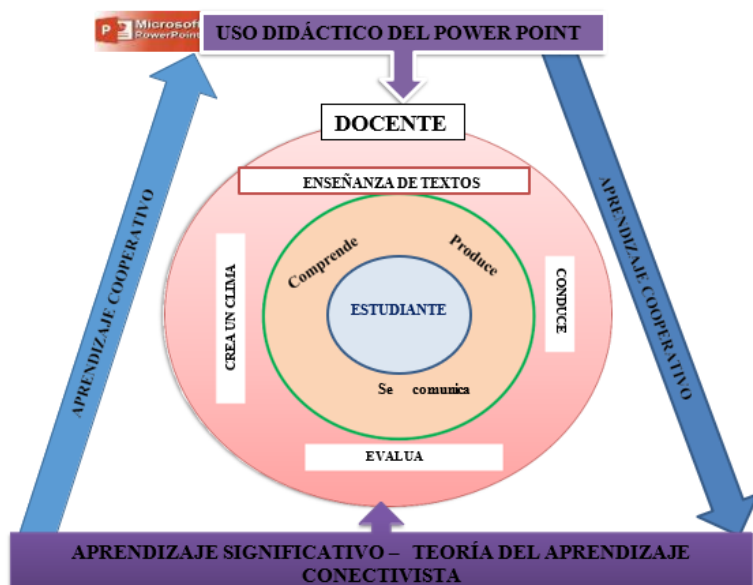 Microsoft
PowerPoint
USO DIDÁCTICO DEL POWER POINT
DOCENTE
ENSEÑANZA DE TEXTOS
APRENDIZAJE COOPERATIVO
CREA UN CLIMA
Comprende
Produce
ESTUDIANTE
Se comunica
CONDUCE
APRENDIZAJE COOPERATIVO
EVALUA
APRENDIZAJE SIGNIFICATIVO – TEORÍA DEL APRENDIZAJE
CONECTIVISTA